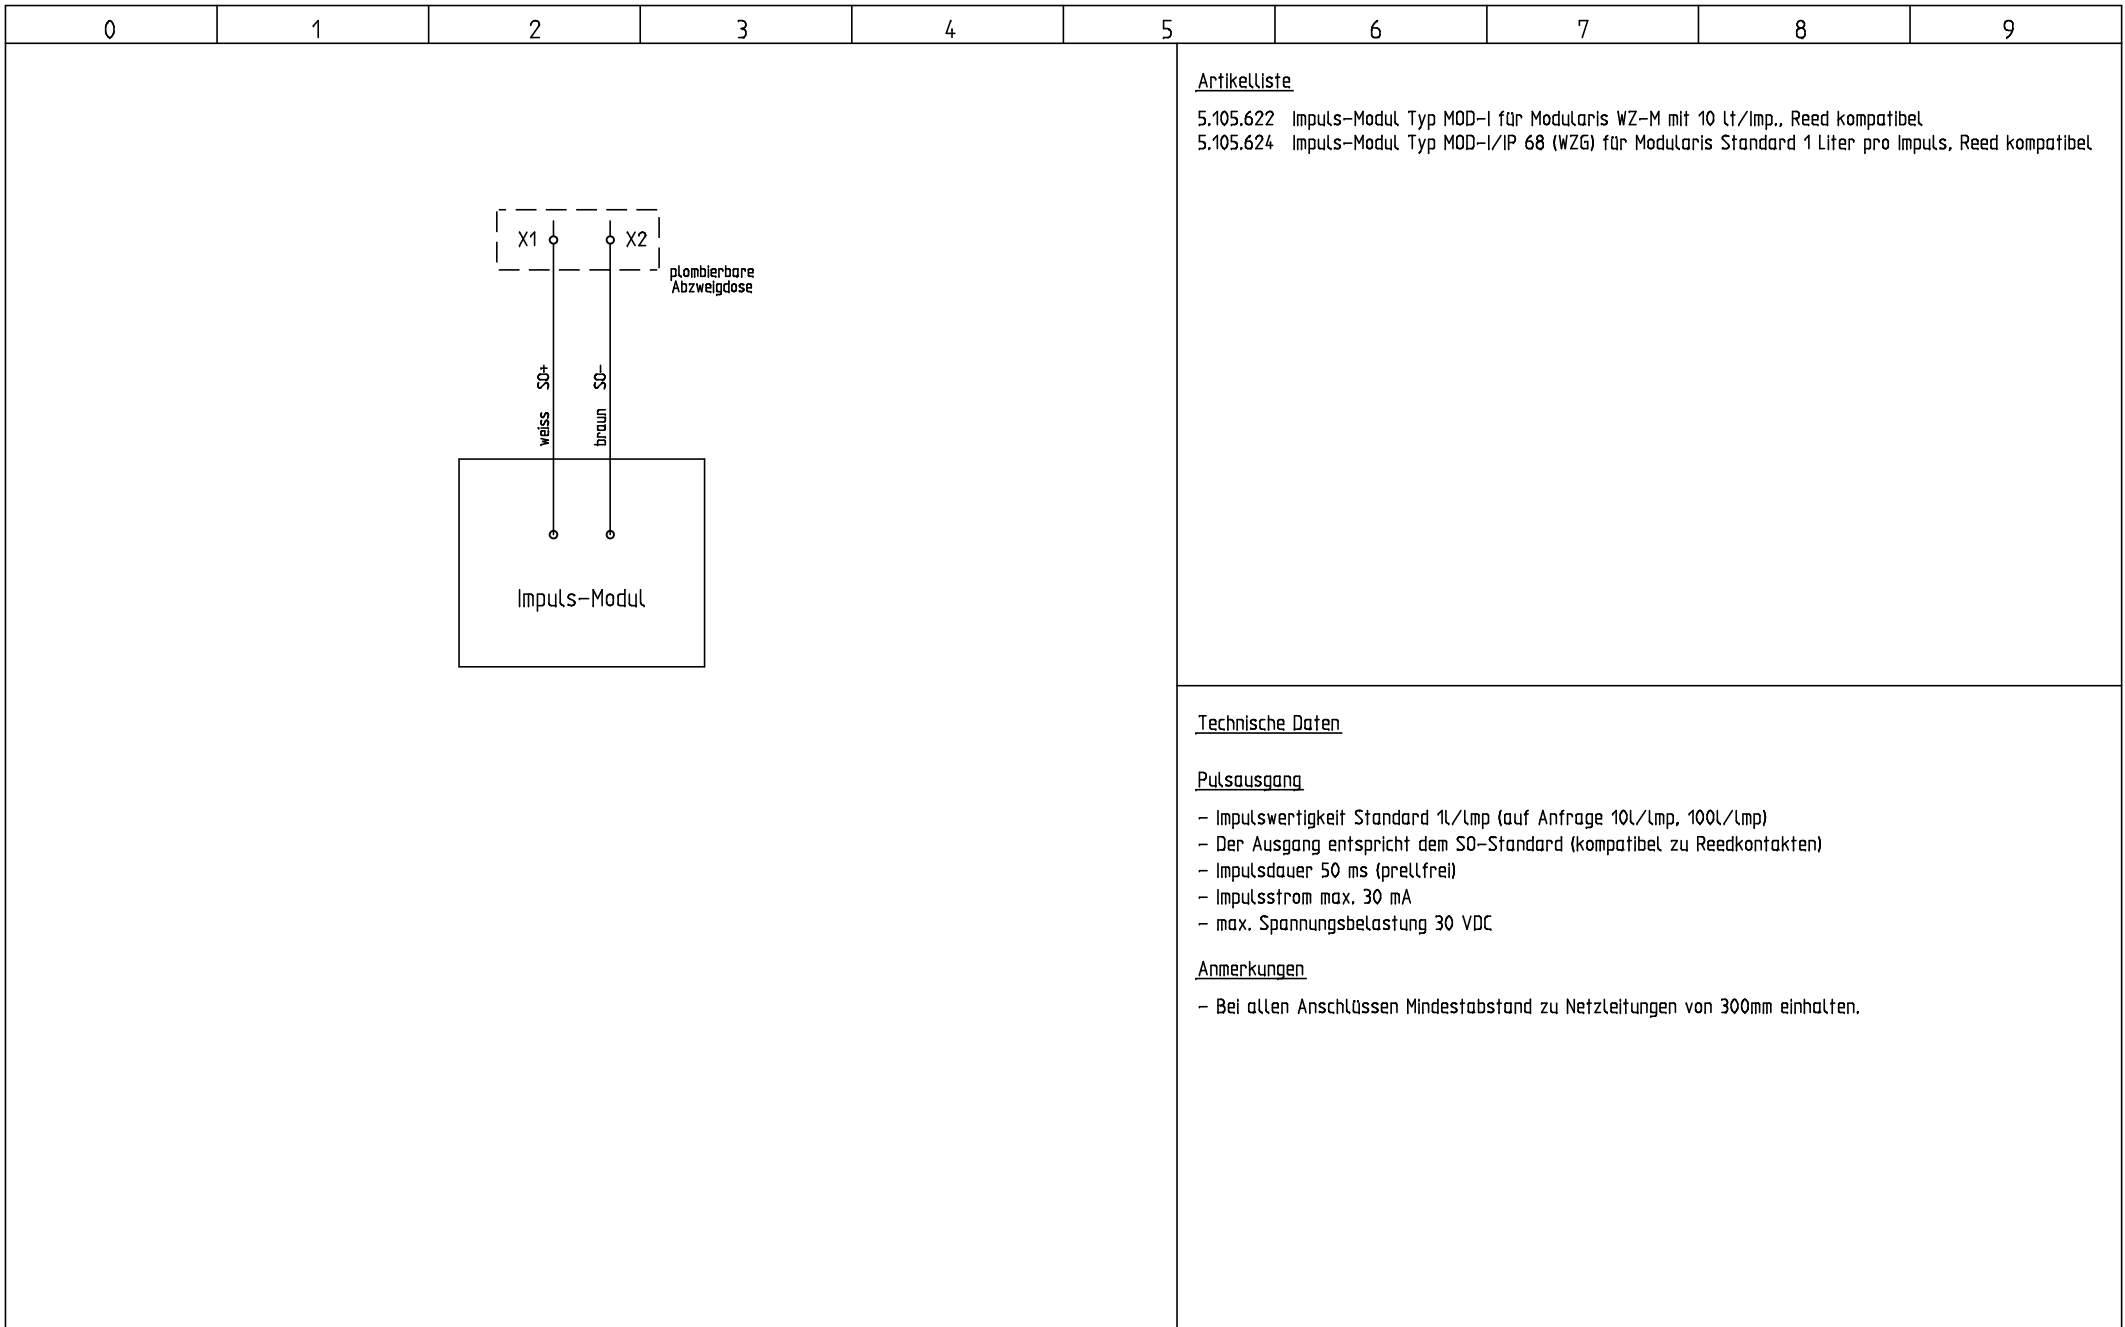 0 1 2 3 4 5 6 7 8 9
X1 X2
plombierbare
Abzweigdose
weiss SO+
braun SO-
Impuls-Modul
Artikelliste
5.105.622 Impuls-Modul Typ MOD-I für Modularis WZ-M mit 10 lt/Imp., Reed kompatibel
5.105.624 Impuls-Modul Typ MOD-I/IP 68 (WZG) für Modularis Standard 1 Liter pro Impuls, Reed kompatibel
Technische Daten
Pulsausgang
- Impulswertigkeit Standard 1l/Imp (auf Anfrage 10l/Imp, 100l/Imp)
- Der Ausgang entspricht dem SO-Standard (kompatibel zu Reedkontakten)
- Impulsdauer 50 ms (prellfrei)
- Impulsstrom max. 30 mA
- max. Spannungsbelastung 30 VDC
Anmerkungen
- Bei allen Anschlüssen Mindestabstand zu Netzleitungen von 300mm einhalten.